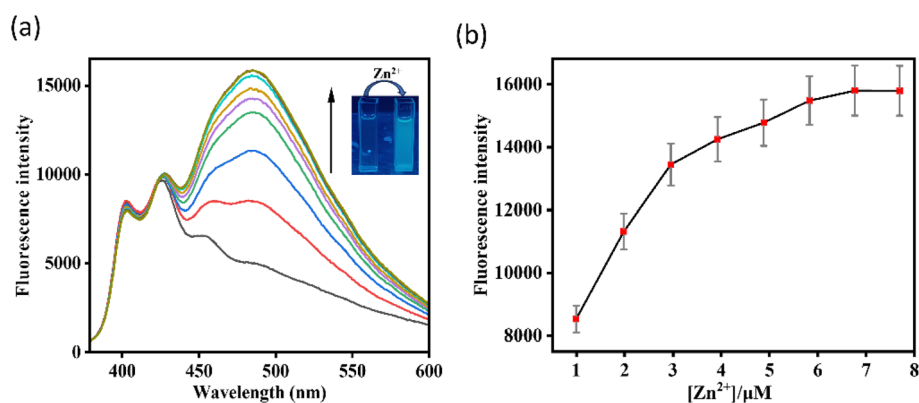 (a)
Fluorescence intensity
15000
10000
5000
0
Zn²⁺
400 450 500 550 600
Wavelength (nm)
(b)
Fluorescence intensity
16000
14000
12000
10000
8000
1 2 3 4 5 6 7 8
[Zn²⁺]/μM